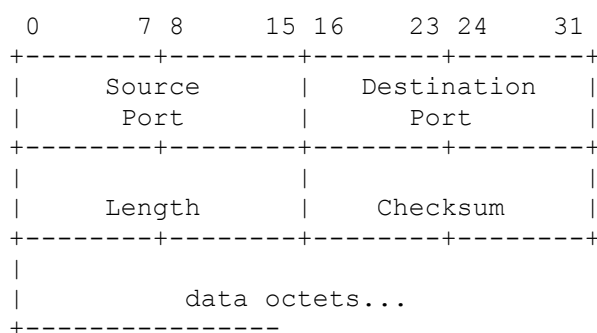 0      7 8     15 16    23 24    31
+--------+--------+--------+--------+
|     Source      |   Destination   |
|      Port       |      Port       |
+--------+--------+--------+--------+
|                 |                 |
|     Length      |    Checksum     |
+--------+--------+--------+--------+
|
|          data octets...
+----------------